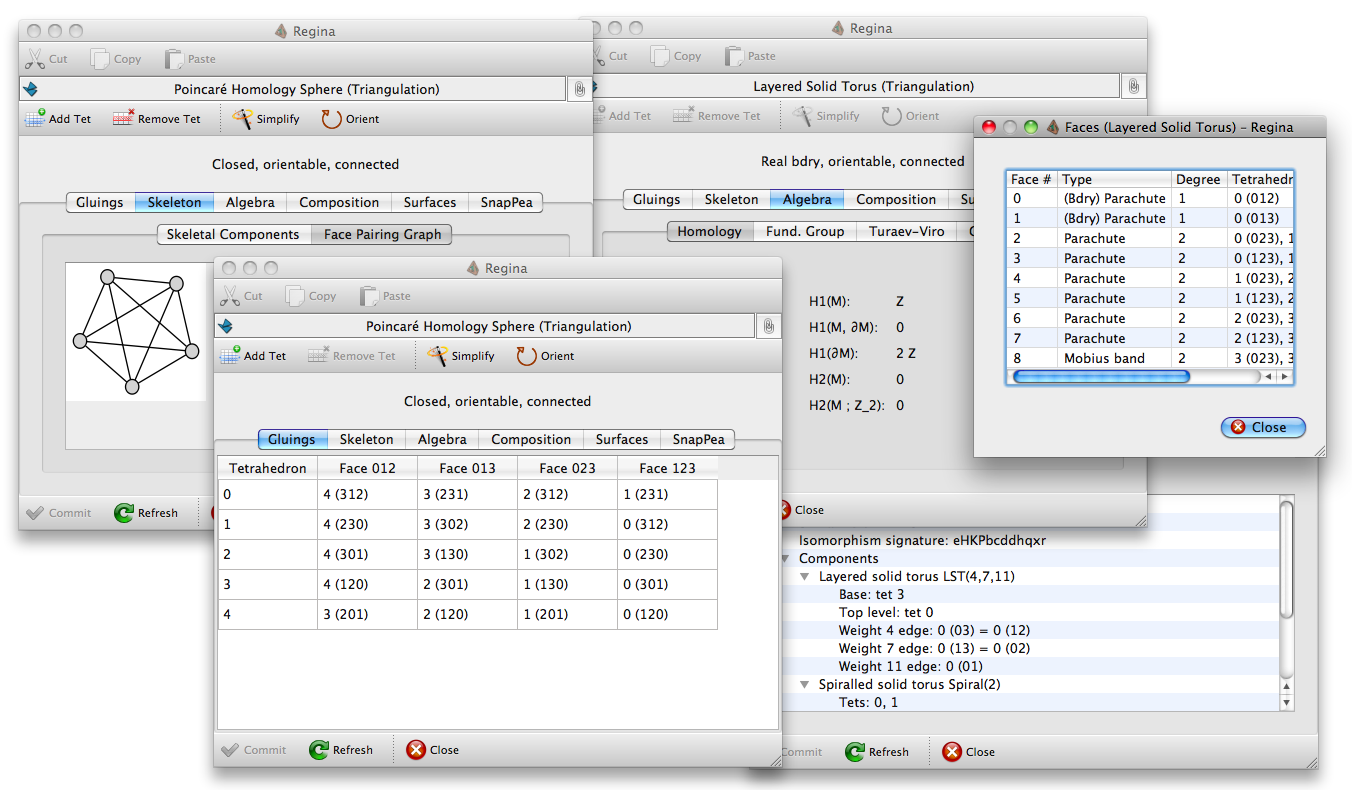 Regina
Cut Copy Paste
Poincaré Homology Sphere (Triangulation)
Add Tet Remove Tet Simplify Orient
Closed, orientable, connected
Gluings Skeleton Algebra Composition Surfaces SnapPea
Skeletal Components Face Pairing Graph
Commit Refresh
Regina
Cut Copy Paste
Layered Solid Torus (Triangulation)
Add Tet Remove Tet Simplify Orient
Real bdry, orientable, connected
Gluings Skeleton Algebra Composition Su
Homology Fund. Group Turaev-Viro
H1(M): Z
H1(M, ∂M): 0
H1(∂M): 2 Z
H2(M): 0
H2(M ; Z_2): 0
Close
Faces (Layered Solid Torus) – Regina
Face # Type Degree Tetrahedr
0 (Bdry) Parachute 1 0 (012)
1 (Bdry) Parachute 1 0 (013)
2 Parachute 2 0 (023), 1
3 Parachute 2 0 (123), 1
4 Parachute 2 1 (023), 2
5 Parachute 2 1 (123), 2
6 Parachute 2 2 (023), 3
7 Parachute 2 2 (123), 3
8 Mobius band 2 3 (023), 3
Close
Regina
Cut Copy Paste
Poincaré Homology Sphere (Triangulation)
Add Tet Remove Tet Simplify Orient
Closed, orientable, connected
Gluings Skeleton Algebra Composition Surfaces SnapPea
Tetrahedron Face 012 Face 013 Face 023 Face 123
0 4 (312) 3 (231) 2 (312) 1 (231)
1 4 (230) 3 (302) 2 (230) 0 (312)
2 4 (301) 3 (130) 1 (302) 0 (230)
3 4 (120) 2 (301) 1 (130) 0 (301)
4 3 (201) 2 (120) 1 (201) 0 (120)
Commit Refresh Close
Isomorphism signature: eHKPbcddhqxr
Components
Layered solid torus LST(4,7,11)
Base: tet 3
Top level: tet 0
Weight 4 edge: 0 (03) = 0 (12)
Weight 7 edge: 0 (13) = 0 (02)
Weight 11 edge: 0 (01)
Spiralled solid torus Spiral(2)
Tets: 0, 1
ommit Refresh Close